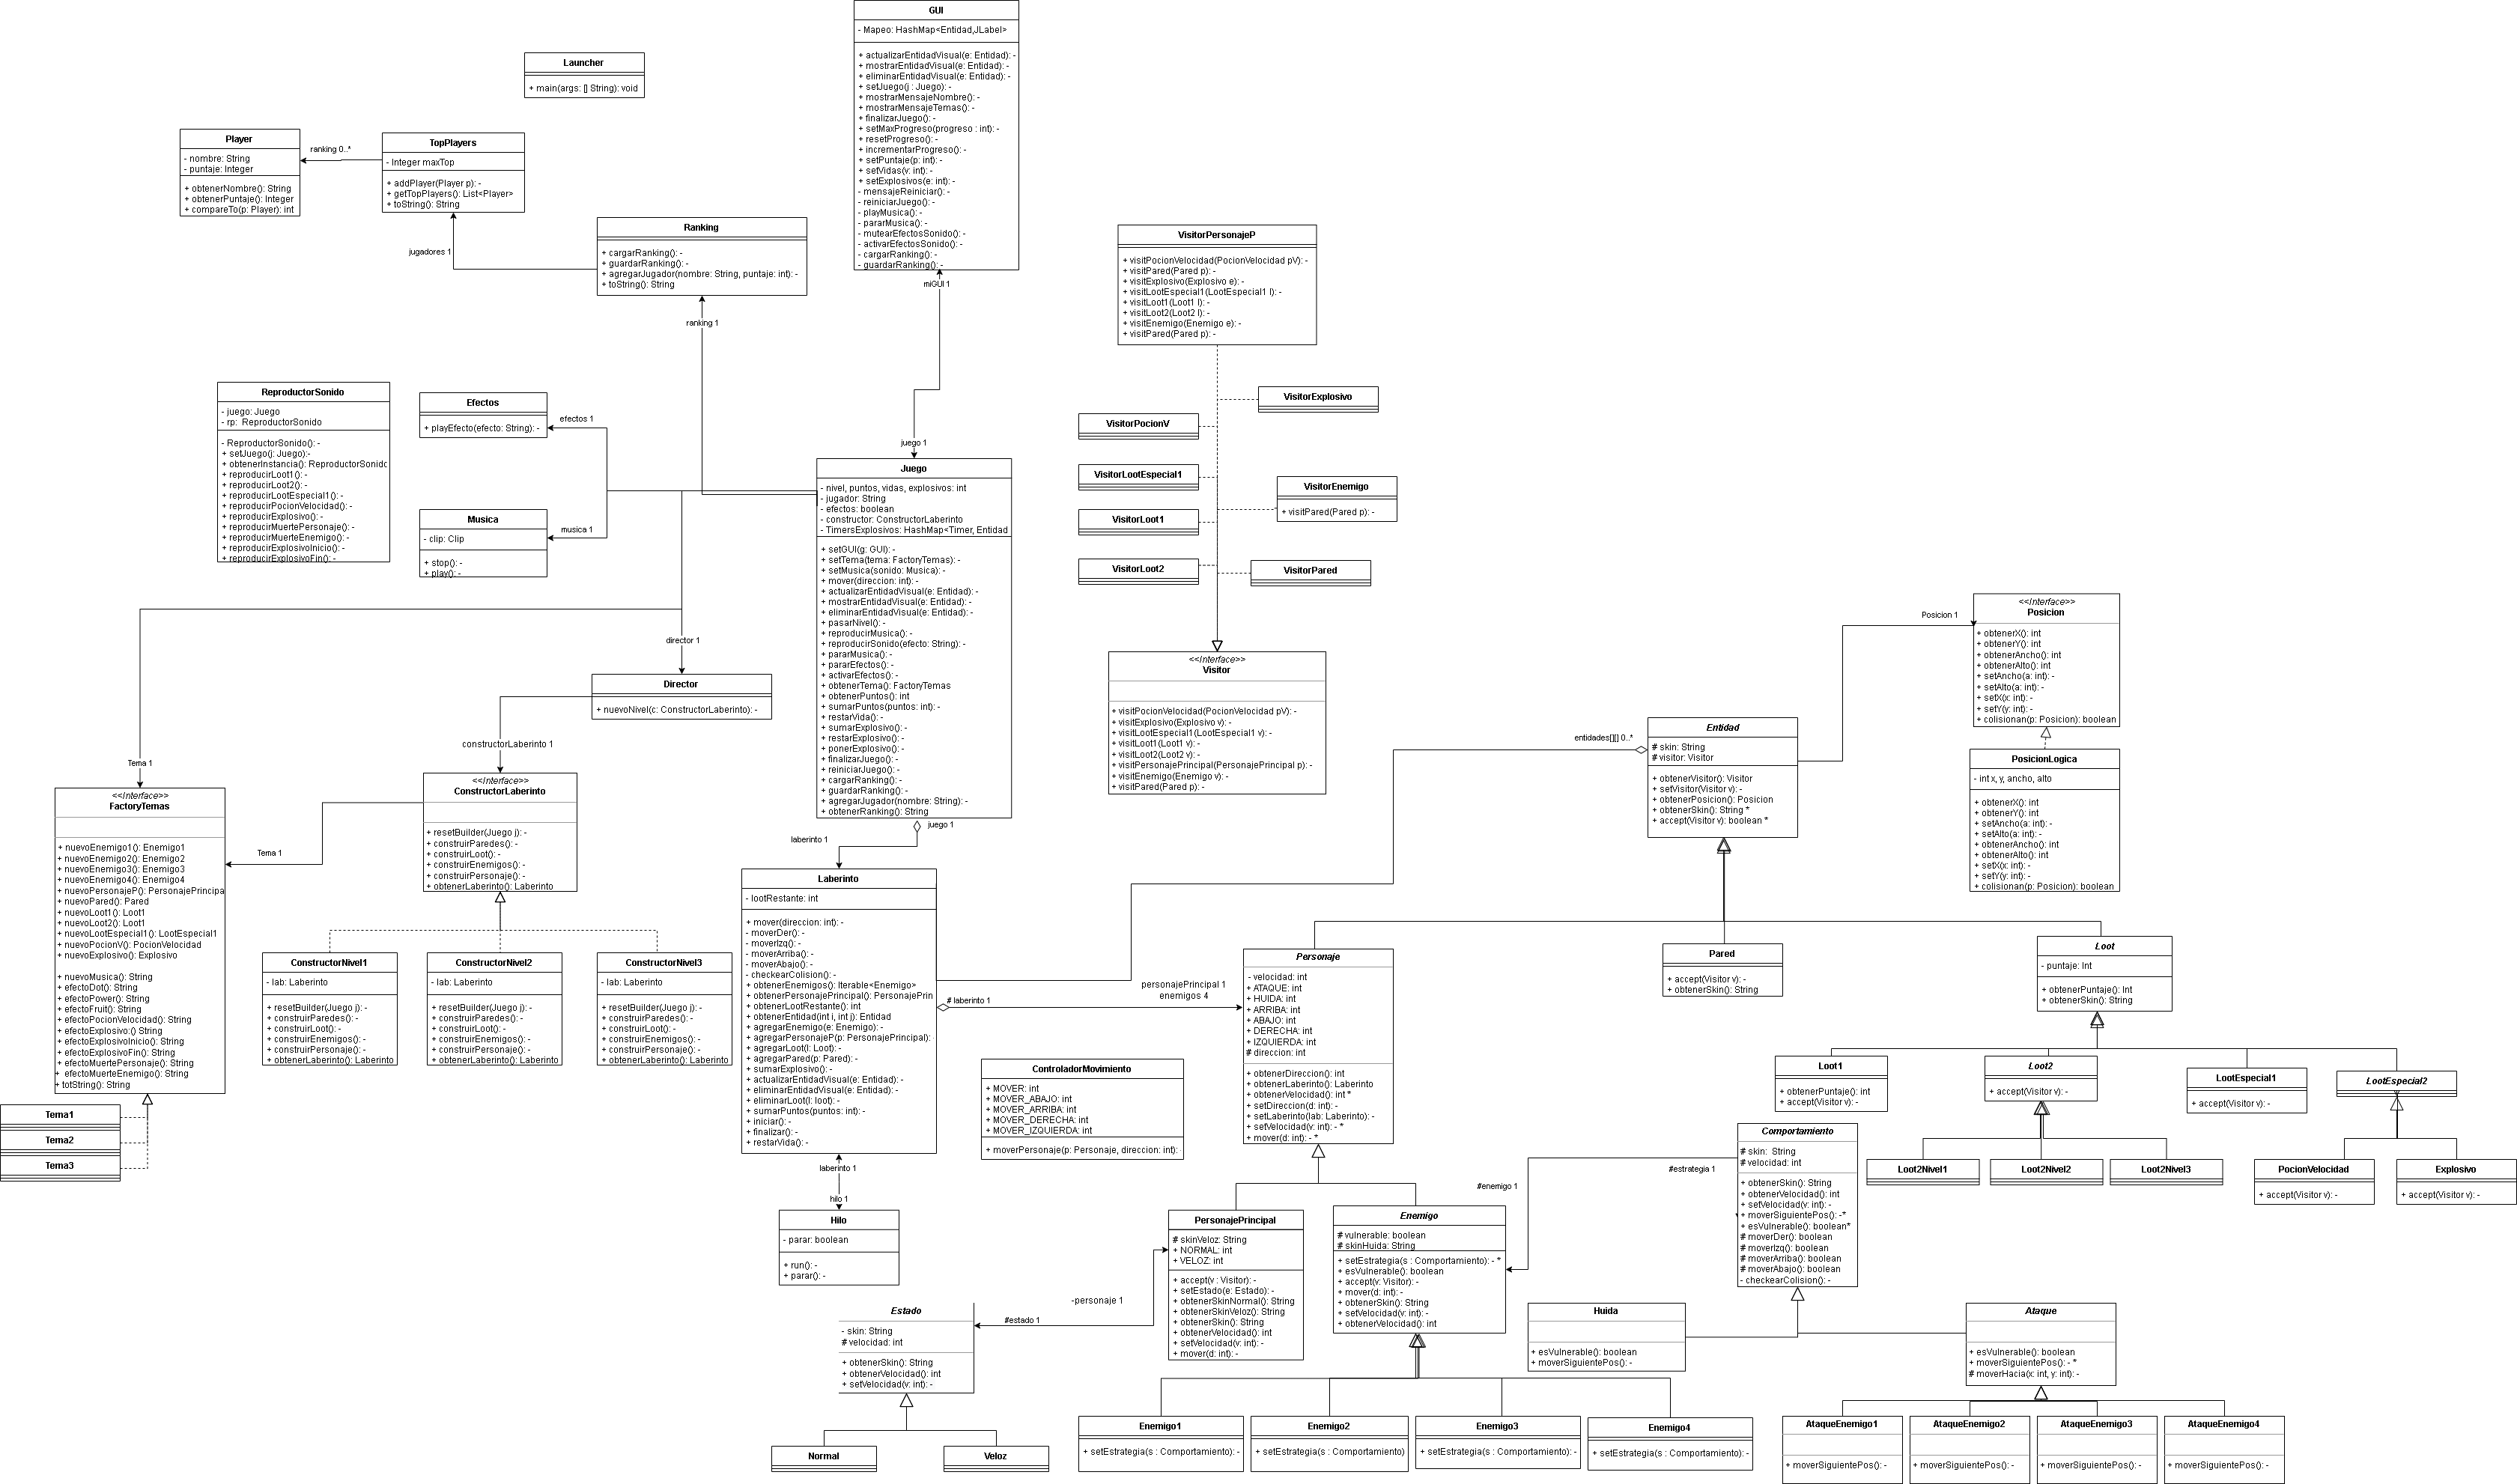 GUI
- Mapeo: HashMap<Entidad,JLabel>
+ actualizarEntidadVisual(e: Entidad): -
+ mostrarEntidadVisual(e: Entidad): -
+ eliminarEntidadVisual(e: Entidad): -
+ setJuego(j : Juego): -
+ mostrarMensajeNombre(): -
+ mostrarMensajeTemas(): -
+ finalizarJuego(): -
+ setMaxProgreso(progreso : int): -
+ resetProgreso(): -
+ incrementarProgreso(): -
+ setPuntaje(p: int): -
+ setVidas(v: int): -
+ setExplosivos(e: int): -
- mensajeReiniciar(): -
- reiniciarJuego(): -
- playMusica(): -
- pararMusica(): -
- mutearEfectosSonido(): -
- activarEfectosSonido(): -
- cargarRanking(): -
- guardarRanking(): -
miGUI 1
Launcher
+ main(args: [] String): void
Player
- nombre: String
- puntaje: Integer
+ obtenerNombre(): String
+ obtenerPuntaje(): Integer
+ compareTo(p: Player): int
ranking 0..*
TopPlayers
- Integer maxTop
+ addPlayer(Player p): -
+ getTopPlayers(): List<Player>
+ toString(): String
jugadores 1
Ranking
+ cargarRanking(): -
+ guardarRanking(): -
+ agregarJugador(nombre: String, puntaje: int): -
+ toString(): String
ranking 1
VisitorPersonajeP
+ visitPocionVelocidad(PocionVelocidad pV): -
+ visitPared(Pared p): -
+ visitExplosivo(Explosivo e): -
+ visitLootEspecial1(LootEspecial1 l): -
+ visitLoot1(Loot1 l): -
+ visitLoot2(Loot2 l): -
+ visitEnemigo(Enemigo e): -
+ visitPared(Pared p): -
ReproductorSonido
- juego: Juego
- rp:  ReproductorSonido
- ReproductorSonido(): -
+ setJuego(j: Juego):-
+ obtenerInstancia(): ReproductorSonido
+ reproducirLoot1(): -
+ reproducirLoot2(): -
+ reproducirLootEspecial1(): -
+ reproducirPocionVelocidad(): -
+ reproducirExplosivo(): -
+ reproducirMuertePersonaje(): -
+ reproducirMuerteEnemigo(): -
+ reproducirExplosivoInicio(): -
+ reproducirExplosivoFin(): -
Efectos
+ playEfecto(efecto: String): -
efectos 1
Musica
- clip: Clip
+ stop(): -
+ play(): -
musica 1
juego 1
Juego
- nivel, puntos, vidas, explosivos: int
- jugador: String
- efectos: boolean
- constructor: ConstructorLaberinto
- TimersExplosivos: HashMap<Timer, Entidad
+ setGUI(g: GUI): -
+ setTema(tema: FactoryTemas): -
+ setMusica(sonido: Musica): -
+ mover(direccion: int): -
+ actualizarEntidadVisual(e: Entidad): -
+ mostrarEntidadVisual(e: Entidad): -
+ eliminarEntidadVisual(e: Entidad): -
+ pasarNivel(): -
+ reproducirMusica(): -
+ reproducirSonido(efecto: String): -
+ pararMusica(): -
+ pararEfectos(): -
+ activarEfectos(): -
+ obtenerTema(): FactoryTemas
+ obtenerPuntos(): int
+ sumarPuntos(puntos: int): -
+ restarVida(): -
+ sumarExplosivo(): -
+ restarExplosivo(): -
+ ponerExplosivo(): -
+ finalizarJuego(): -
+ reiniciarJuego(): -
+ cargarRanking(): -
+ guardarRanking(): -
+ agregarJugador(nombre: String): -
+ obtenerRanking(): String
VisitorExplosivo
VisitorPocionV
VisitorLootEspecial1
VisitorEnemigo
+ visitPared(Pared p): -
VisitorLoot1
VisitorLoot2
VisitorPared
<<Interface>>
Visitor
+ visitPocionVelocidad(PocionVelocidad pV): -
+ visitExplosivo(Explosivo v): -
+ visitLootEspecial1(LootEspecial1 v): -
+ visitLoot1(Loot1 v): -
+ visitLoot2(Loot2 v): -
+ visitPersonajePrincipal(PersonajePrincipal p): -
+ visitEnemigo(Enemigo v): -
+ visitPared(Pared p): -
Posicion 1
<<Interface>>
Posicion
+ obtenerX(): int
+ obtenerY(): int
+ obtenerAncho(): int
+ obtenerAlto(): int
+ setAncho(a: int): -
+ setAlto(a: int): -
+ setX(x: int): -
+ setY(y: int): -
+ colisionan(p: Posicion): boolean
PosicionLogica
- int x, y, ancho, alto
+ obtenerX(): int
+ obtenerY(): int
+ setAncho(a: int): -
+ setAlto(a: int): -
+ obtenerAncho(): int
+ obtenerAlto(): int
+ setX(x: int): -
+ setY(y: int): -
+ colisionan(p: Posicion): boolean
entidades[][] 0..*
Entidad
# skin: String
# visitor: Visitor
+ obtenerVisitor(): Visitor
+ setVisitor(Visitor v): -
+ obtenerPosicion(): Posicion
+ obtenerSkin(): String *
+ accept(Visitor v): boolean *
director 1
Director
+ nuevoNivel(c: ConstructorLaberinto): -
constructorLaberinto 1
<<Interface>>
ConstructorLaberinto
+ resetBuilder(Juego j): -
+ construirParedes(): -
+ construirLoot(): -
+ construirEnemigos(): -
+ construirPersonaje(): -
+ obtenerLaberinto(): Laberinto
Tema 1
Tema 1
<<Interface>>
FactoryTemas
+ nuevoEnemigo1(): Enemigo1
+ nuevoEnemigo2(): Enemigo2
+ nuevoEnemigo3(): Enemigo3
+ nuevoEnemigo4(): Enemigo4
+ nuevoPersonajeP(): PersonajePrincipa
+ nuevoPared(): Pared
+ nuevoLoot1(): Loot1
+ nuevoLoot2(): Loot1
+ nuevoLootEspecial1(): LootEspecial1
+ nuevoPocionV(): PocionVelocidad
+ nuevoExplosivo(): Explosivo
+ nuevoMusica(): String
+ efectoDot(): String
+ efectoPower(): String
+ efectoFruit(): String
+ efectoPocionVelocidad(): String
+ efectoExplosivo:() String
+ efectoExplosivoInicio(): String
+ efectoExplosivoFin(): String
+ efectoMuertePersonaje(): String
+  efectoMuerteEnemigo(): String
+ totString(): String
Tema1
Tema2
Tema3
ConstructorNivel1
- lab: Laberinto
+ resetBuilder(Juego j): -
+ construirParedes(): -
+ construirLoot(): -
+ construirEnemigos(): -
+ construirPersonaje(): -
+ obtenerLaberinto(): Laberinto
ConstructorNivel2
- lab: Laberinto
+ resetBuilder(Juego j): -
+ construirParedes(): -
+ construirLoot(): -
+ construirEnemigos(): -
+ construirPersonaje(): -
+ obtenerLaberinto(): Laberinto
ConstructorNivel3
- lab: Laberinto
+ resetBuilder(Juego j): -
+ construirParedes(): -
+ construirLoot(): -
+ construirEnemigos(): -
+ construirPersonaje(): -
+ obtenerLaberinto(): Laberinto
juego 1
laberinto 1
Laberinto
- lootRestante: int
+ mover(direccion: int): -
- moverDer(): -
- moverIzq(): -
- moverArriba(): -
- moverAbajo(): -
- checkearColision(): -
+ obtenerEnemigos(): Iterable<Enemigo>
+ obtenerPersonajePrincipal(): PersonajePrin
+ obtenerLootRestante(): int
+ obtenerEntidad(int i, int j): Entidad
+ agregarEnemigo(e: Enemigo): -
+ agregarPersonajeP(p: PersonajePrincipal):
+ agregarLoot(l: Loot): -
+ agregarPared(p: Pared): -
+ sumarExplosivo(): -
+ actualizarEntidadVisual(e: Entidad): -
+ eliminarEntidadVisual(e: Entidad): -
+ eliminarLoot(l: loot): -
+ sumarPuntos(puntos: int): -
+ iniciar(): -
+ finalizar(): -
+ restarVida(): -
# laberinto 1
personajePrincipal 1
enemigos 4
laberinto 1
hilo 1
Hilo
- parar: boolean
+ run(): -
+ parar(): -
ControladorMovimiento
+ MOVER: int
+ MOVER_ABAJO: int
+ MOVER_ARRIBA: int
+ MOVER_DERECHA: int
+ MOVER_IZQUIERDA: int
+ moverPersonaje(p: Personaje, direccion: int):
Personaje
- velocidad: int
+ ATAQUE: int
+ HUIDA: int
+ ARRIBA: int
+ ABAJO: int
+ DERECHA: int
+ IZQUIERDA: int
# direccion: int
+ obtenerDireccion(): int
+ obtenerLaberinto(): Laberinto
+ obtenerVelocidad(): int *
+ setDireccion(d: int): -
+ setLaberinto(lab: Laberinto): -
+ setVelocidad(v: int): - *
+ mover(d: int): - *
Pared
+ accept(Visitor v): -
+ obtenerSkin(): String
Loot
- puntaje: Int
+ obtenerPuntaje(): Int
+ obtenerSkin(): String
Loot1
+ obtenerPuntaje(): int
+ accept(Visitor v): -
Loot2
+ accept(Visitor v): -
LootEspecial1
+ accept(Visitor v): -
LootEspecial2
Loot2Nivel1
Loot2Nivel2
Loot2Nivel3
PocionVelocidad
+ accept(Visitor v): -
Explosivo
+ accept(Visitor v): -
Comportamiento
# skin:  String
# velocidad: int
+ obtenerSkin(): String
+ obtenerVelocidad(): int
+ setVelocidad(v: int): -
+ moverSiguientePos(): -*
+ esVulnerable(): boolean*
# moverDer(): boolean
# moverIzq(): boolean
# moverArriba(): boolean
# moverAbajo(): boolean
- checkearColision(): -
#estrategia 1
#enemigo 1
PersonajePrincipal
# skinVeloz: String
+ NORMAL: int
+ VELOZ: int
+ accept(v : Visitor): -
+ setEstado(e: Estado): -
+ obtenerSkinNormal(): String
+ obtenerSkinVeloz(): String
+ obtenerSkin(): String
+ obtenerVelocidad(): int
+ setVelocidad(v: int): -
+ mover(d: int): -
Enemigo
# vulnerable: boolean
# skinHuida: String
+ setEstrategia(s : Comportamiento): - *
+ esVulnerable(): boolean
+ accept(v: Visitor): -
+ mover(d: int): -
+ obtenerSkin(): String
+ setVelocidad(v: int): -
+ obtenerVelocidad(): int
-personaje 1
#estado 1
Estado
- skin: String
# velocidad: int
+ obtenerSkin(): String
+ obtenerVelocidad(): int
+ setVelocidad(v: int): -
Normal
Veloz
Huida
+ esVulnerable(): boolean
+ moverSiguientePos(): -
Ataque
+ esVulnerable(): boolean
+ moverSiguientePos(): - *
# moverHacia(x: int, y: int): -
Enemigo1
+ setEstrategia(s : Comportamiento): -
Enemigo2
+ setEstrategia(s : Comportamiento)
Enemigo3
+ setEstrategia(s : Comportamiento): -
Enemigo4
+ setEstrategia(s : Comportamiento): -
AtaqueEnemigo1
+ moverSiguientePos(): -
AtaqueEnemigo2
+ moverSiguientePos(): -
AtaqueEnemigo3
+ moverSiguientePos(): -
AtaqueEnemigo4
+ moverSiguientePos(): -